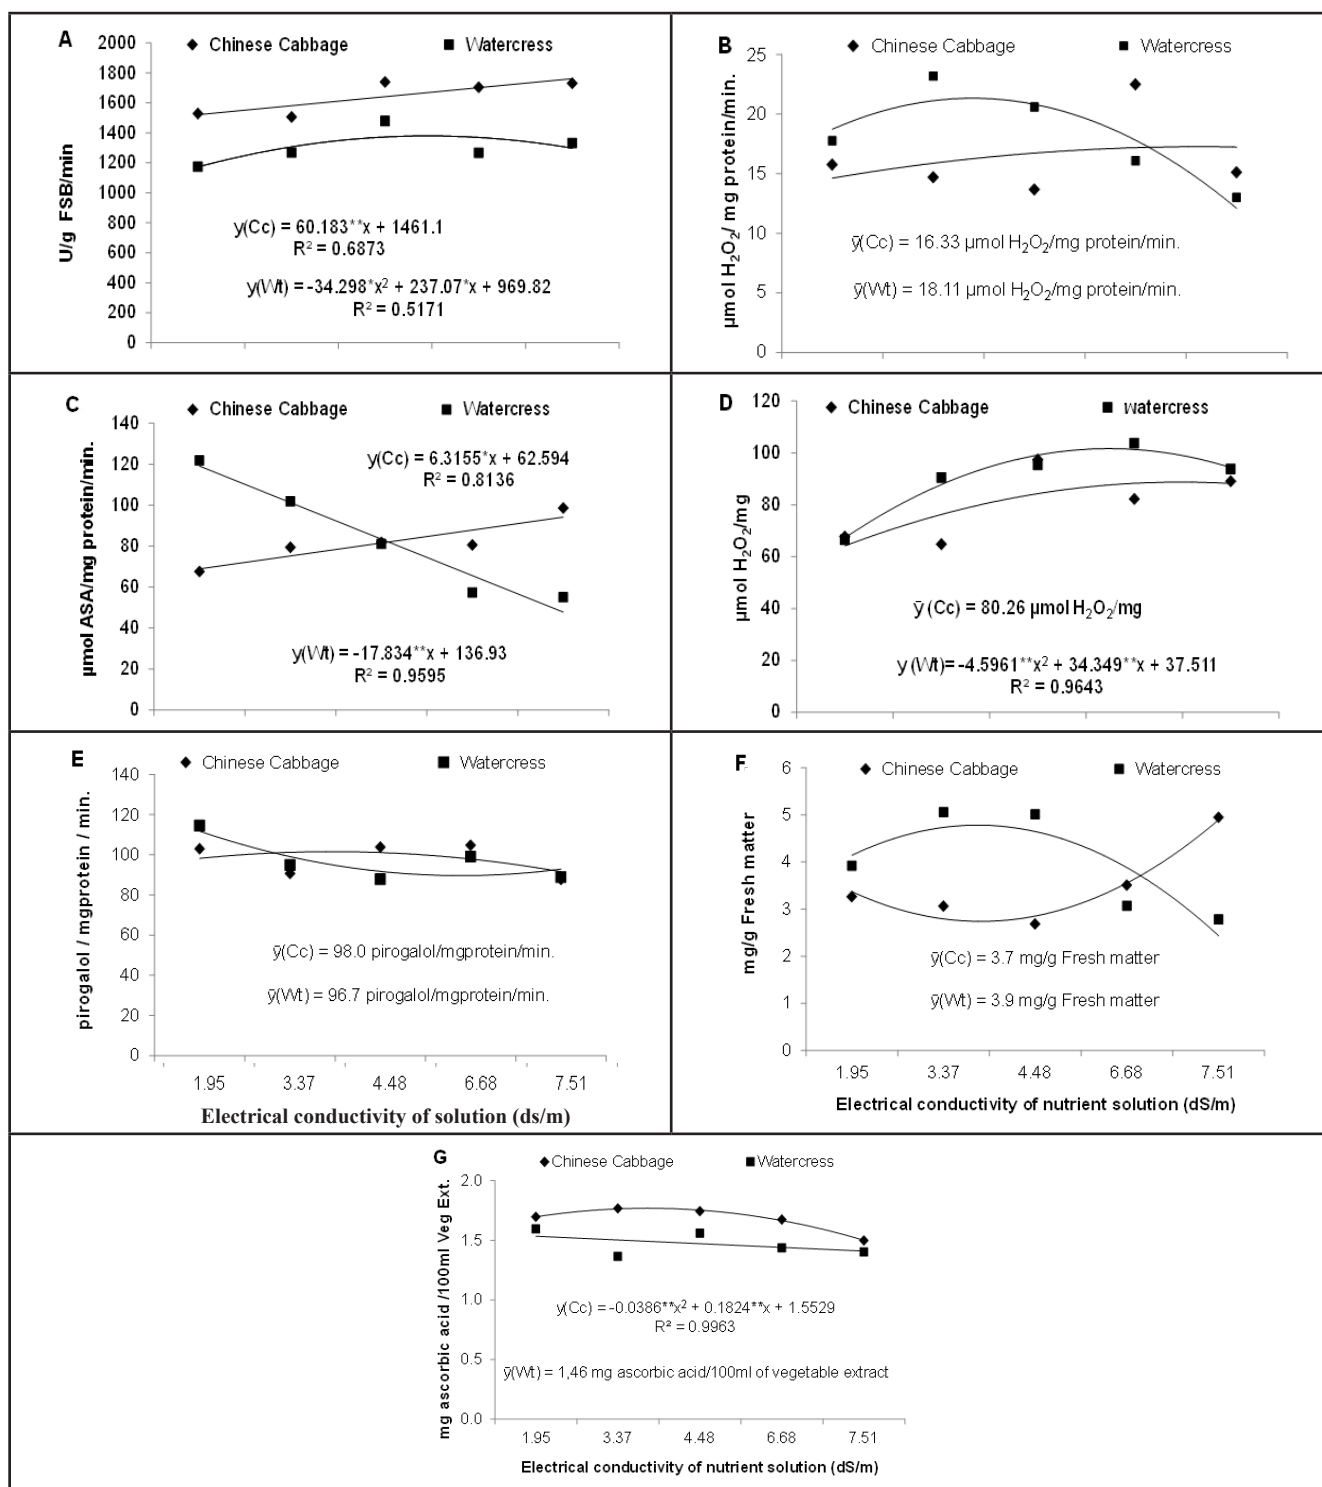 A
Chinese Cabbage
Watercress
2000
1800
1600
1400
1200
1000
800
600
400
200
0
U/g FSB/min
y(Cc) = 60.183**x + 1461.1
R² = 0.6873
y(Wt) = -34.298*x² + 237.07*x + 969.82
R² = 0.5171
B
Chinese Cabbage
Watercress
25
20
15
10
5
0
µmol H₂O₂/ mg protein/min.
ȳ(Cc) = 16.33 µmol H₂O₂/mg protein/min.
ȳ(Wt) = 18.11 µmol H₂O₂/mg protein/min.
C
Chinese Cabbage
Watercress
140
120
100
80
60
40
20
0
µmol ASA/mg protein/min.
y(Cc) = 6.3155*x + 62.594
R² = 0.8136
y(Wt) = -17.834**x + 136.93
R² = 0.9595
D
Chinese Cabbage
watercress
120
100
80
60
40
20
0
µmol H₂O₂/mg
ȳ (Cc) = 80.26 µmol H₂O₂/mg
y (Wt)= -4.5961**x² + 34.349**x + 37.511
R² = 0.9643
E
Chinese Cabbage
Watercress
140
120
100
80
60
40
20
0
pirogalol / mgprotein / min.
ȳ(Cc) = 98.0 pirogalol/mgprotein/min.
ȳ(Wt) = 96.7 pirogalol/mgprotein/min.
1.95 3.37 4.48 6.68 7.51
Electrical conductivity of solution (ds/m)
F
Chinese Cabbage
Watercress
6
5
4
3
2
1
0
mg/g Fresh matter
ȳ(Cc) = 3.7 mg/g Fresh matter
ȳ(Wt) = 3.9 mg/g Fresh matter
1.95 3.37 4.48 6.68 7.51
Electrical conductivity of nutrient solution (dS/m)
G
Chinese Cabbage
Watercress
2.0
1.5
1.0
0.5
0.0
mg ascorbic acid /100ml Veg Ext.
y(Cc) = -0.0386**x² + 0.1824**x + 1.5529
R² = 0.9963
ȳ(Wt) = 1,46 mg ascorbic acid/100ml of vegetable extract
1.95 3.37 4.48 6.68 7.51
Electrical conductivity of nutrient solution (dS/m)